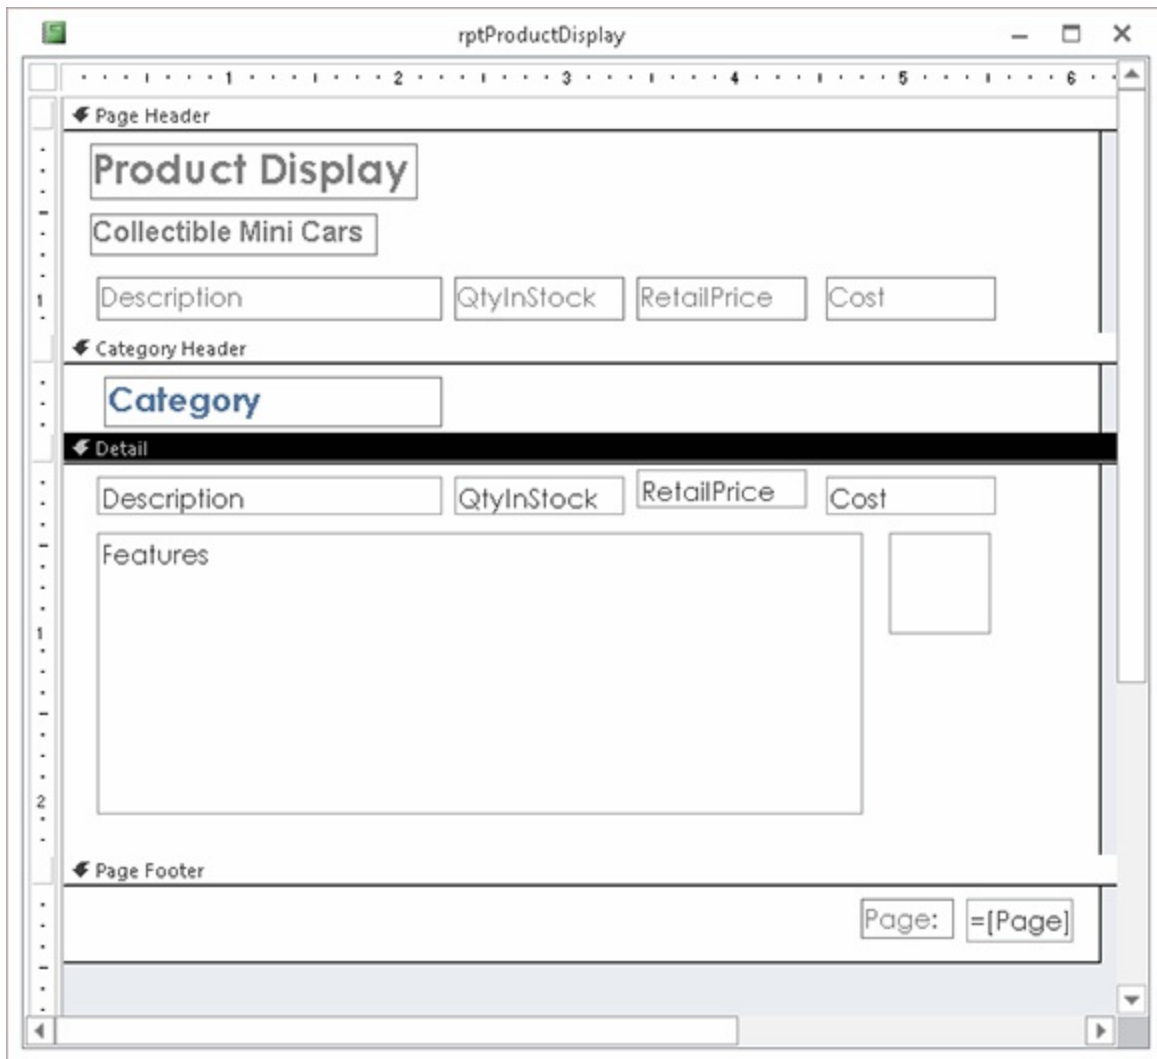 rptProductDisplay
1 2 3 4 5 6
Page Header
Product Display
Collectible Mini Cars
1
Description QtyInStock RetailPrice Cost
Category Header
Category
Detail
Description QtyInStock RetailPrice Cost
Features
1
2
Page Footer
Page: =[Page]